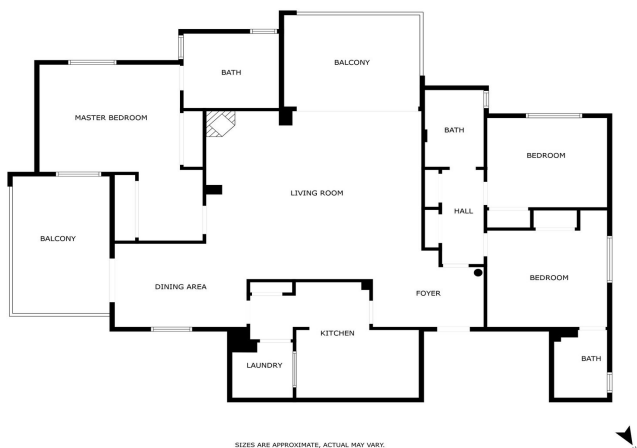 BALCONY
BATH
MASTER BEDROOM
BATH
BEDROOM
LIVING ROOM
HALL
BALCONY
BEDROOM
DINING AREA
FOYER
KITCHEN
LAUNDRY
BATH
SIZES ARE APPROXIMATE, ACTUAL MAY VARY.